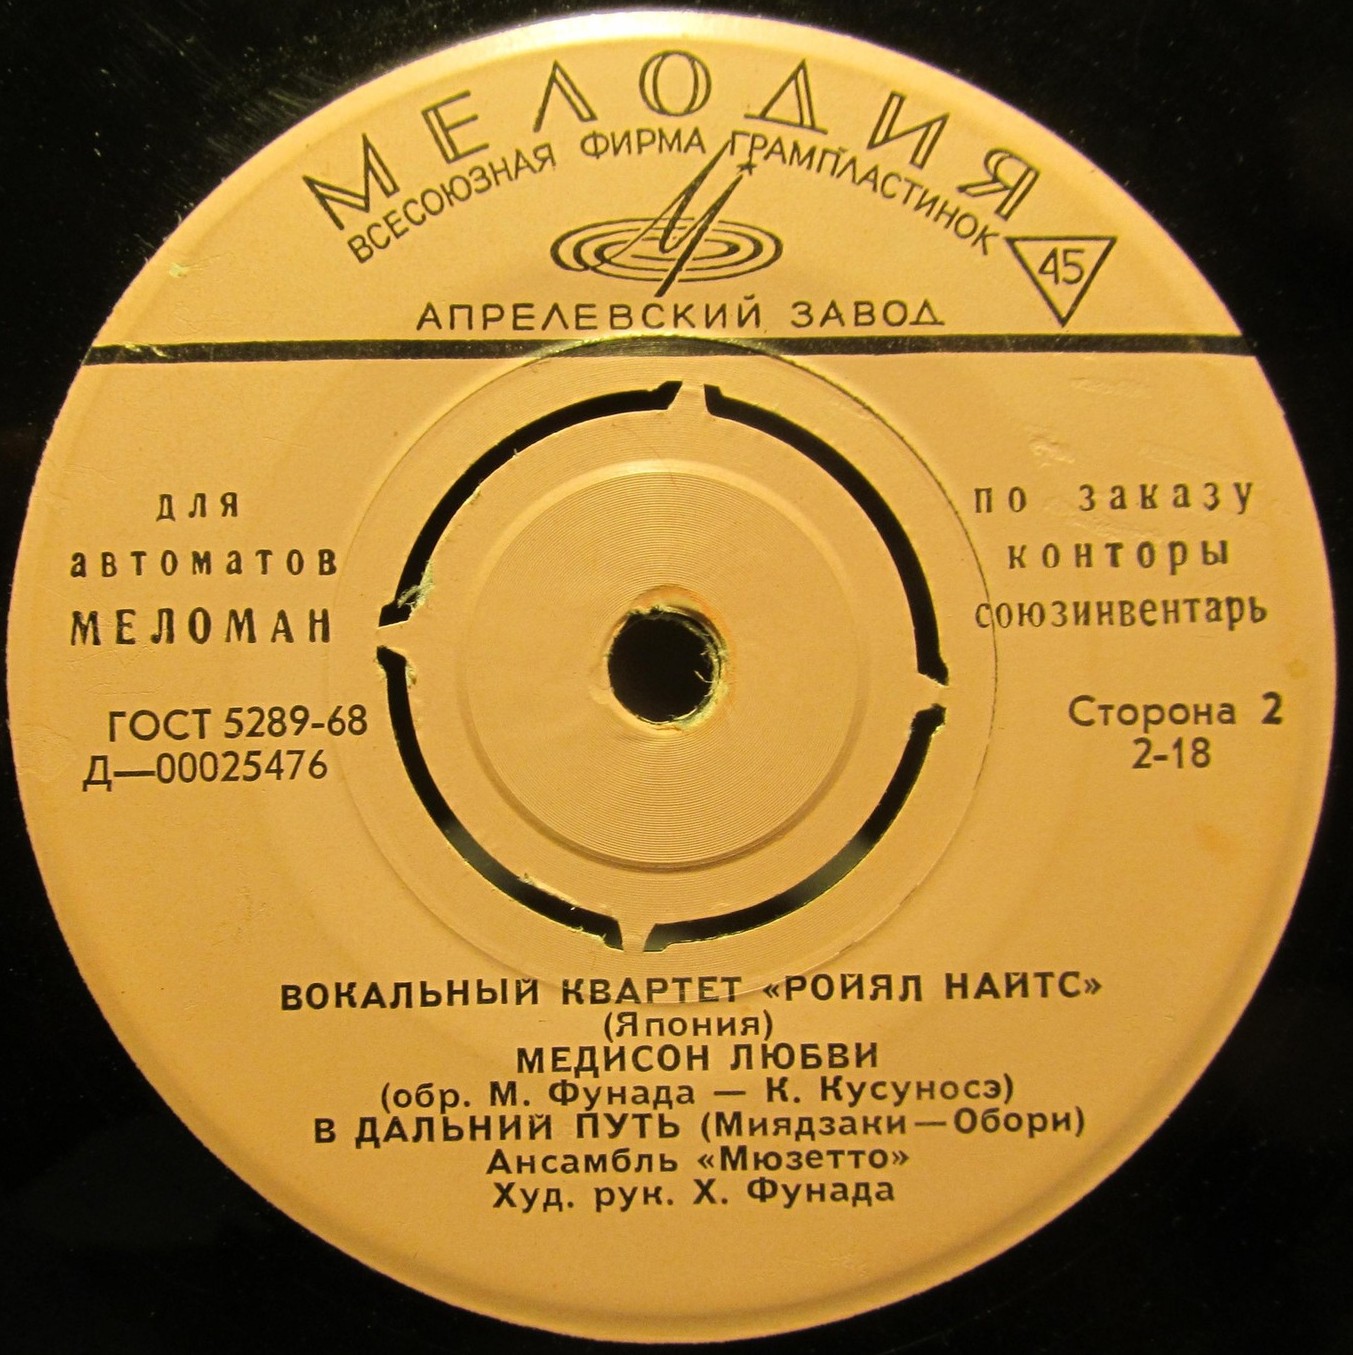 МЕЛОДИЯ
ВСЕСОЮЗНАЯ ФИРМА ГРАМПЛАСТИНОК
45
АПРЕЛЕВСКИЙ ЗАВОД
для
автоматов
МЕЛОМАН
по заказу
конторы
союзинвентарь
ГОСТ 5289-68
Д—00025476
Сторона 2
2-18
ВОКАЛЬНЫЙ КВАРТЕТ «РОЙЯЛ НАЙТС»
(Япония)
МЕДИСОН ЛЮБВИ
(обр. М. Фунада — К. Кусуносэ)
В ДАЛЬНИЙ ПУТЬ (Миядзаки—Обори)
Ансамбль «Мюзетто»
Худ. рук. Х. Фунада